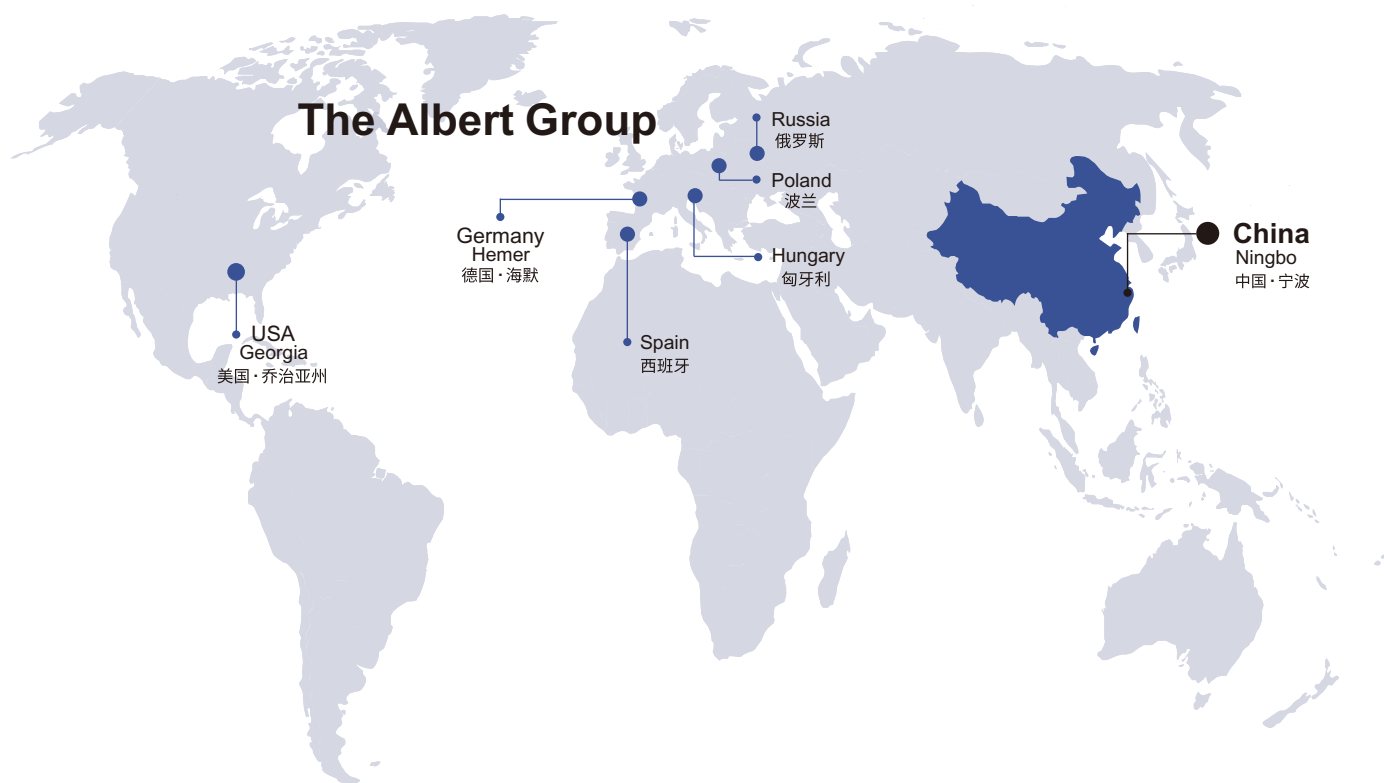 The Albert Group
Russia
俄罗斯
Poland
波兰
Germany
Hemer
德国·海默
Hungary
匈牙利
China
Ningbo
中国·宁波
USA
Georgia
美国·乔治亚州
Spain
西班牙